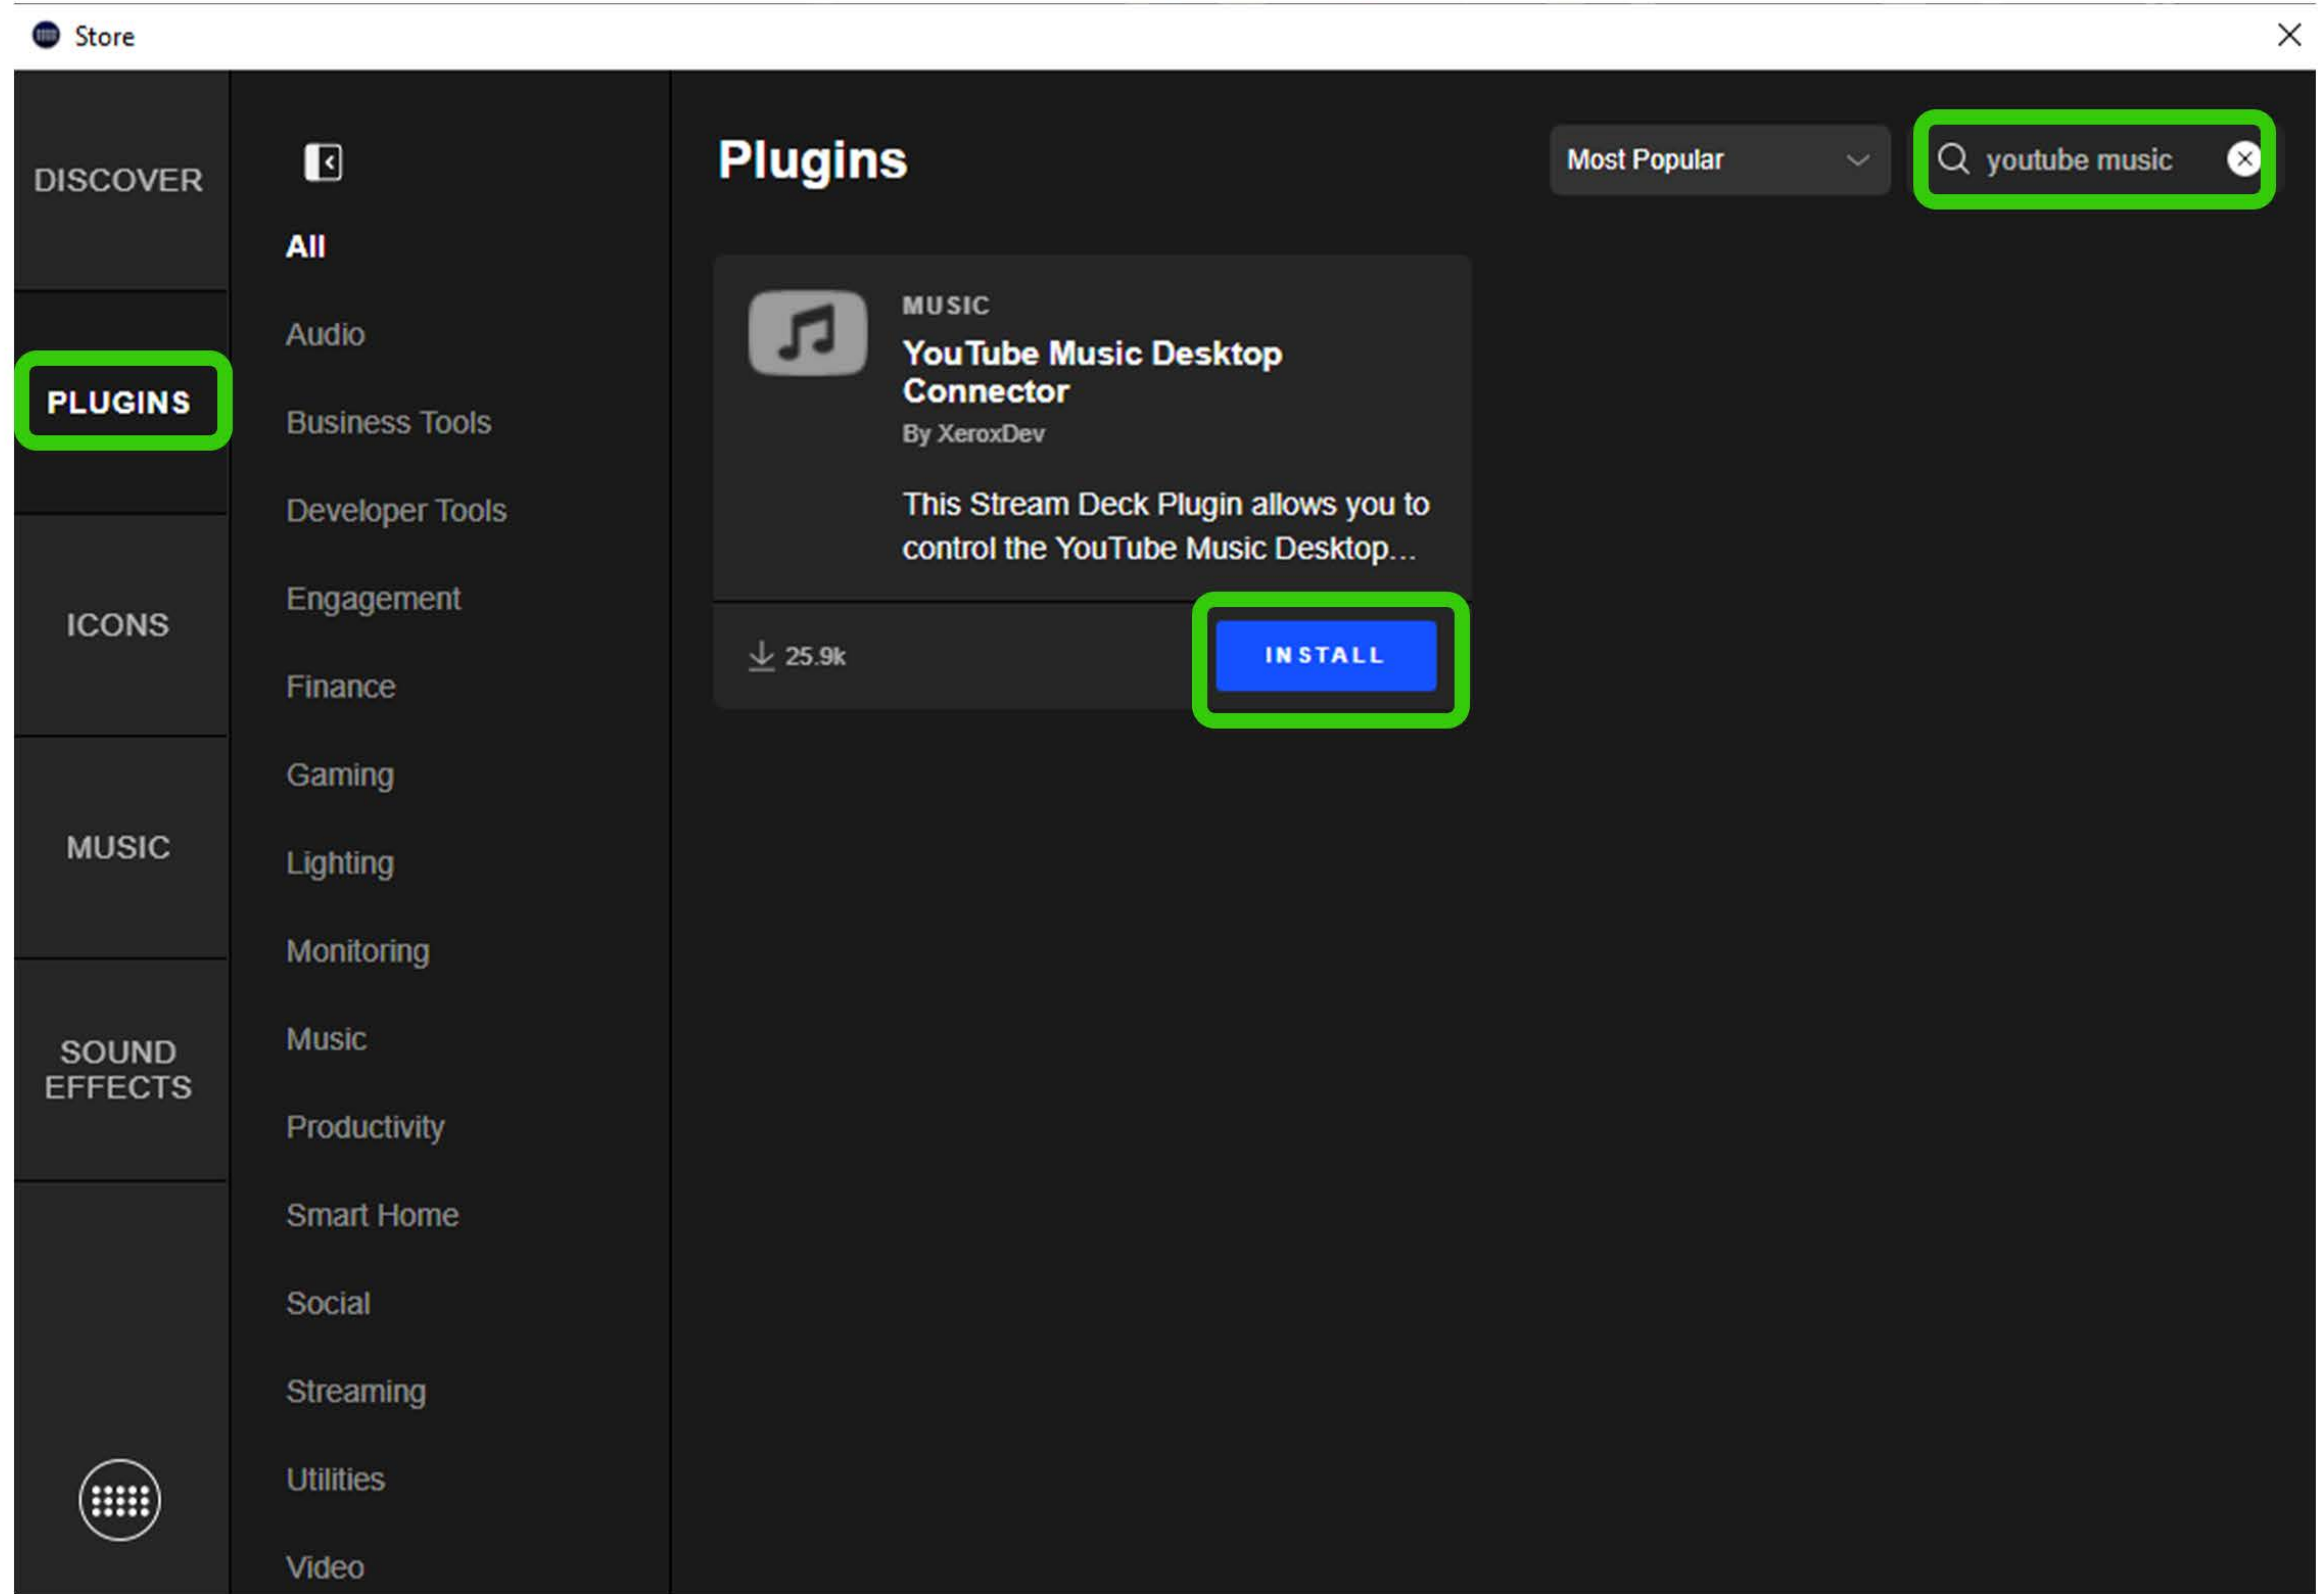 Store
DISCOVER
PLUGINS
ICONS
MUSIC
SOUND
EFFECTS
All
Audio
Business Tools
Developer Tools
Engagement
Finance
Gaming
Lighting
Monitoring
Music
Productivity
Smart Home
Social
Streaming
Utilities
Video
Plugins
Most Popular
youtube music
MUSIC
YouTube Music Desktop
Connector
By XeroxDev
This Stream Deck Plugin allows you to
control the YouTube Music Desktop...
25.9k
INSTALL